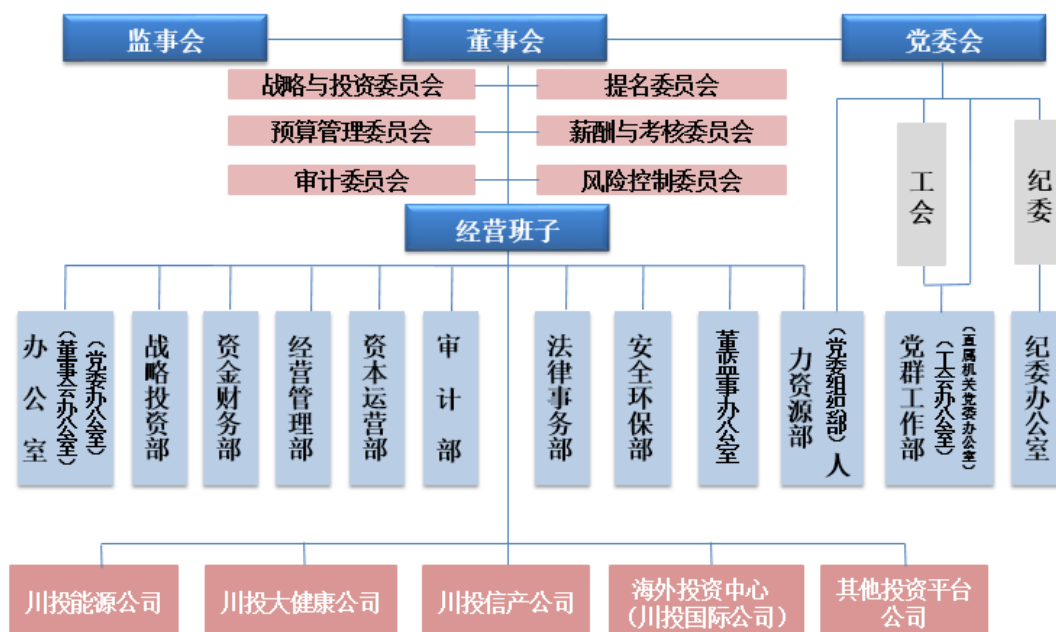 监事会
董事会
党委会
战略与投资委员会
提名委员会
预算管理委员会
薪酬与考核委员会
审计委员会
风险控制委员会
工会
纪委
经营班子
办公室
（党委办公室）
（董事会办公室）
战略投资部
资金财务部
经营管理部
资本运营部
审计部
法律事务部
安全环保部
董监事办公室
（党委组织部）人
力资源部
（直属机关党委办公室）
（工会办公室）
党群工作部
纪委办公室
川投能源公司
川投大健康公司
川投信产公司
海外投资中心
（川投国际公司）
其他投资平台
公司